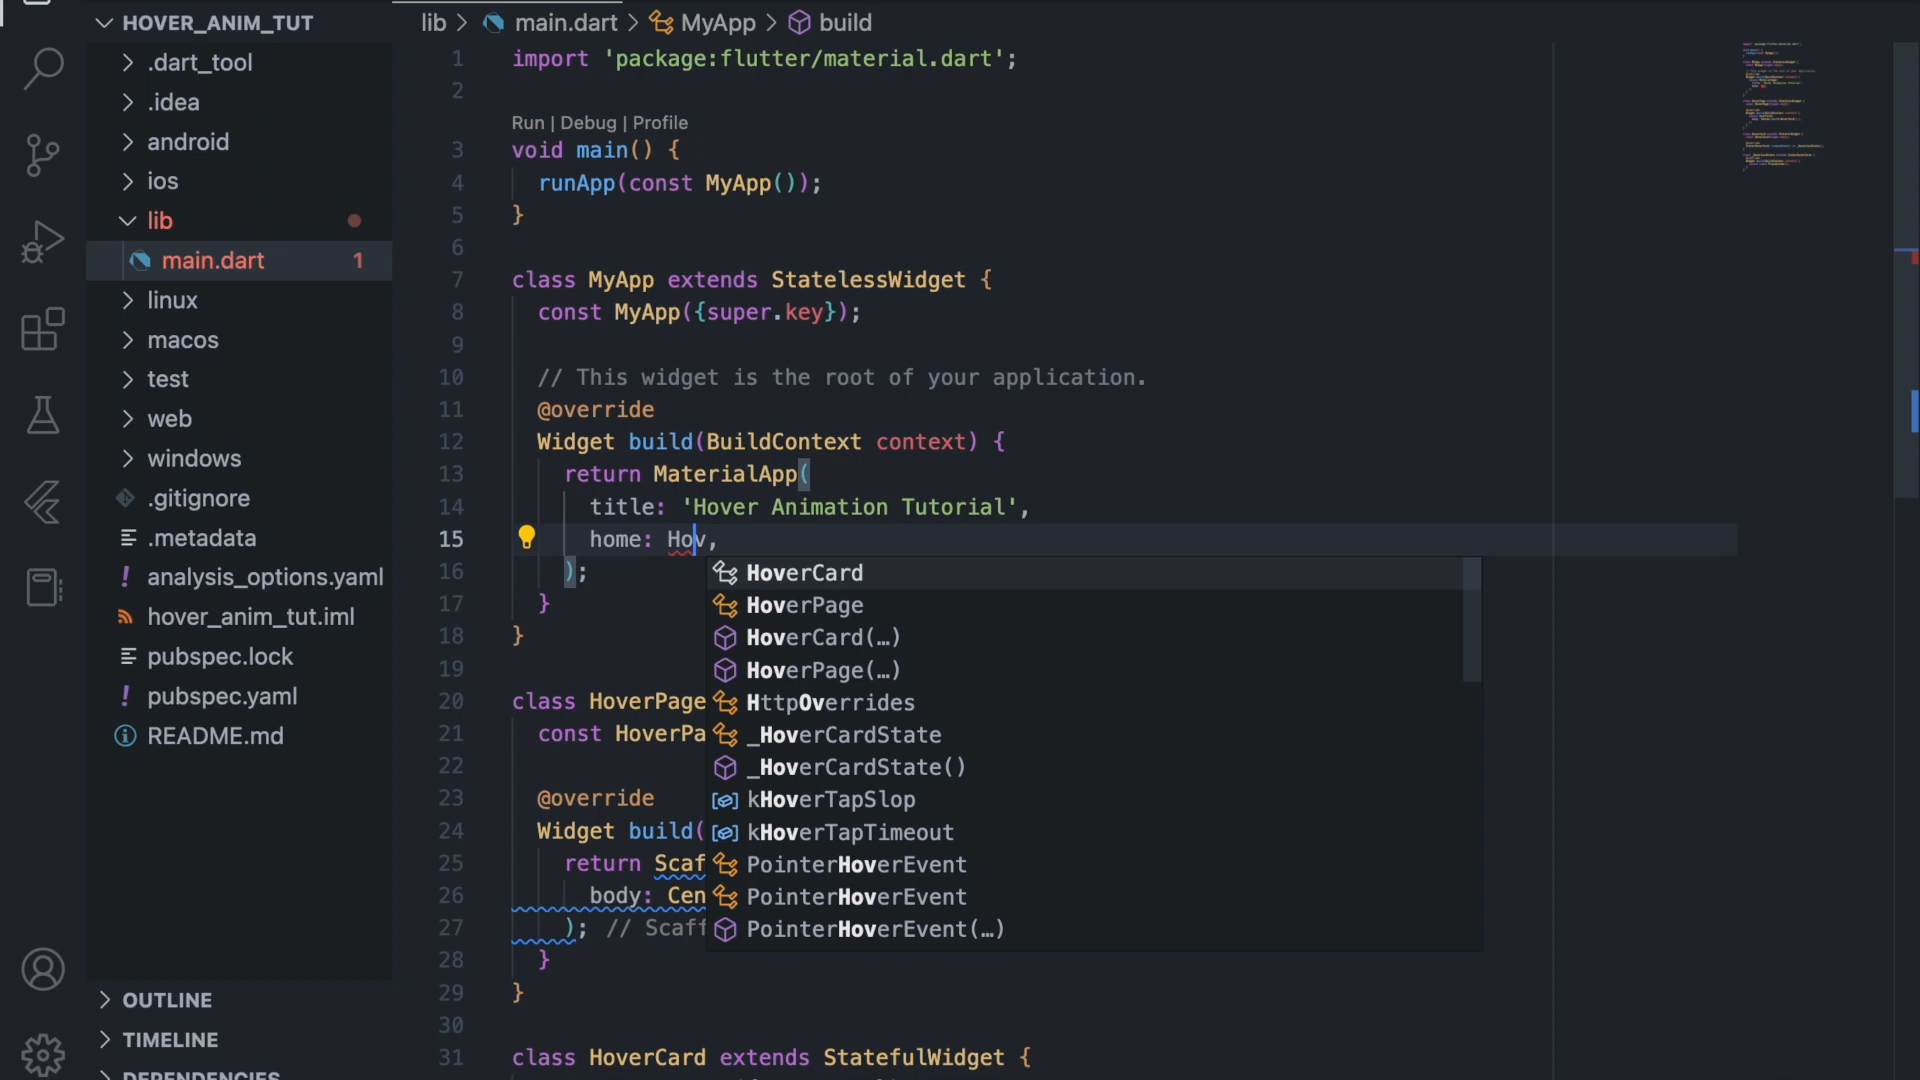 HOVER_ANIM_TUT
.dart_tool
.idea
android
ios
lib
main.dart 1
linux
macos
test
web
windows
.gitignore
.metadata
! analysis_options.yaml
hover_anim_tut.iml
pubspec.lock
! pubspec.yaml
README.md
OUTLINE
TIMELINE
DEPENDENCIES
lib > main.dart > MyApp > build
1 import 'package:flutter/material.dart';
2
Run | Debug | Profile
3 void main() {
4 runApp(const MyApp());
5 }
6
7 class MyApp extends StatelessWidget {
8 const MyApp({super.key});
9
10 // This widget is the root of your application.
11 @override
12 Widget build(BuildContext context) {
13 return MaterialApp(
14 title: 'Hover Animation Tutorial',
15 home: Hov,
16 );
17 }
18 }
19
20 class HoverPage
21 const HoverPa
22
23 @override
24 Widget build(
25 return Scaf
26 body: Cen
27 ); // Scaff
28 }
29 }
30
31 class HoverCard extends StatefulWidget {
HoverCard
HoverPage
HoverCard(…)
HoverPage(…)
HttpOverrides
_HoverCardState
_HoverCardState()
kHoverTapSlop
kHoverTapTimeout
PointerHoverEvent
PointerHoverEvent
PointerHoverEvent(…)